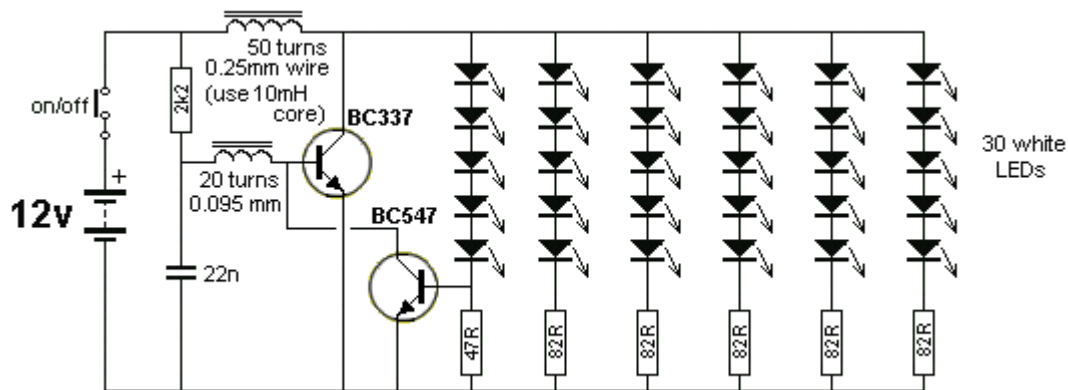 50 turns
0.25mm wire
(use 10mH
core)
BC337
on/off
2k2
30 white
LEDs
+
20 turns
0.095 mm
12v
BC547
22n
47R
82R
82R
82R
82R
82R